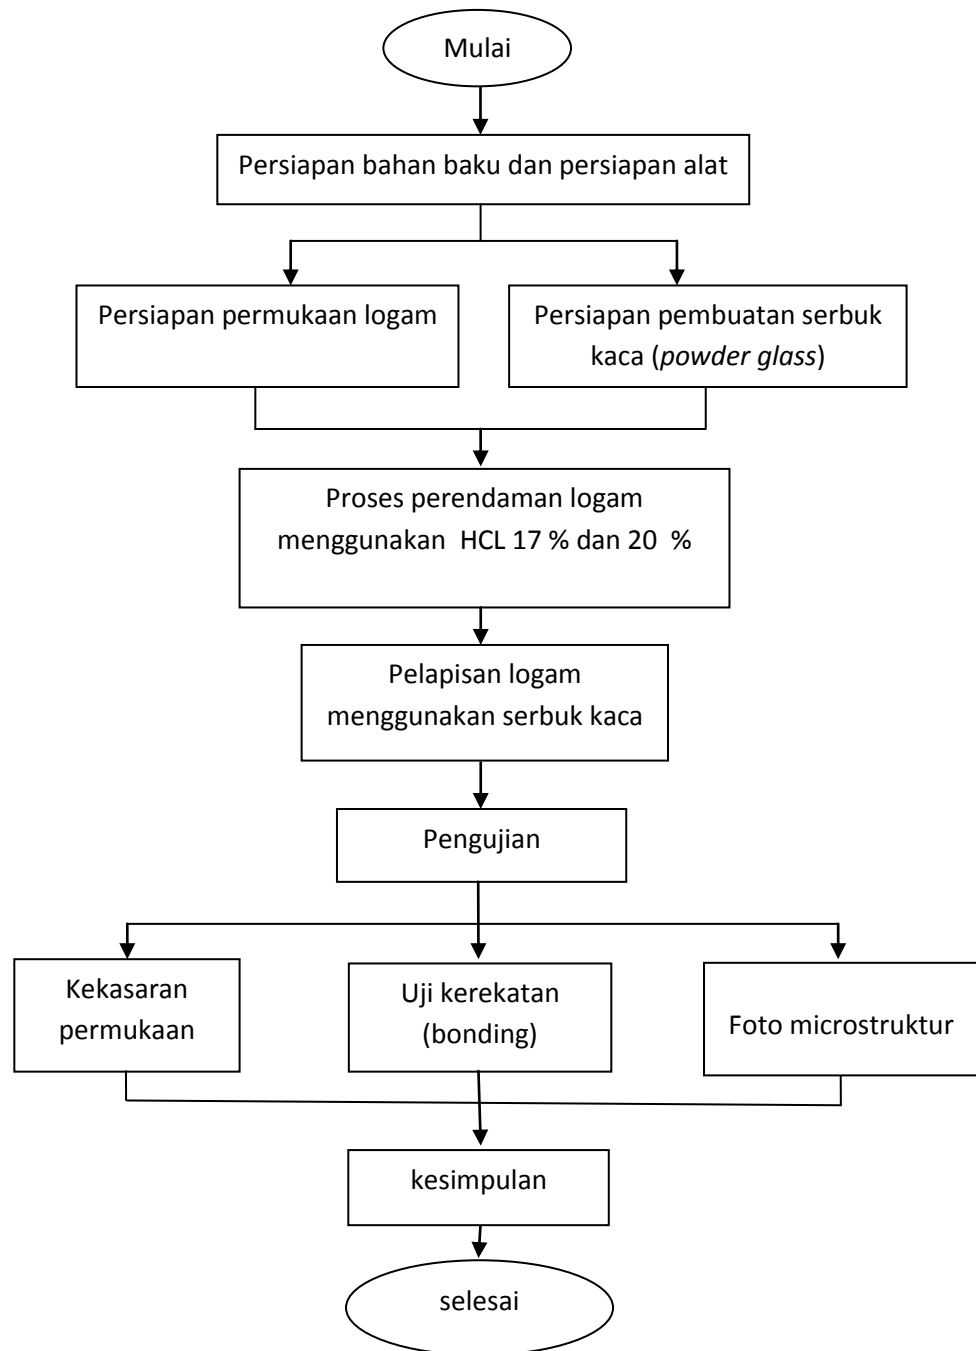 Mulai
Persiapan bahan baku dan persiapan alat
Persiapan permukaan logam
Persiapan pembuatan serbuk
kaca (powder glass)
Proses perendaman logam
menggunakan HCL 17 % dan 20 %
Pelapisan logam
menggunakan serbuk kaca
Pengujian
Kekasaran
permukaan
Uji kerekatan
(bonding)
Foto microstruktur
kesimpulan
selesai